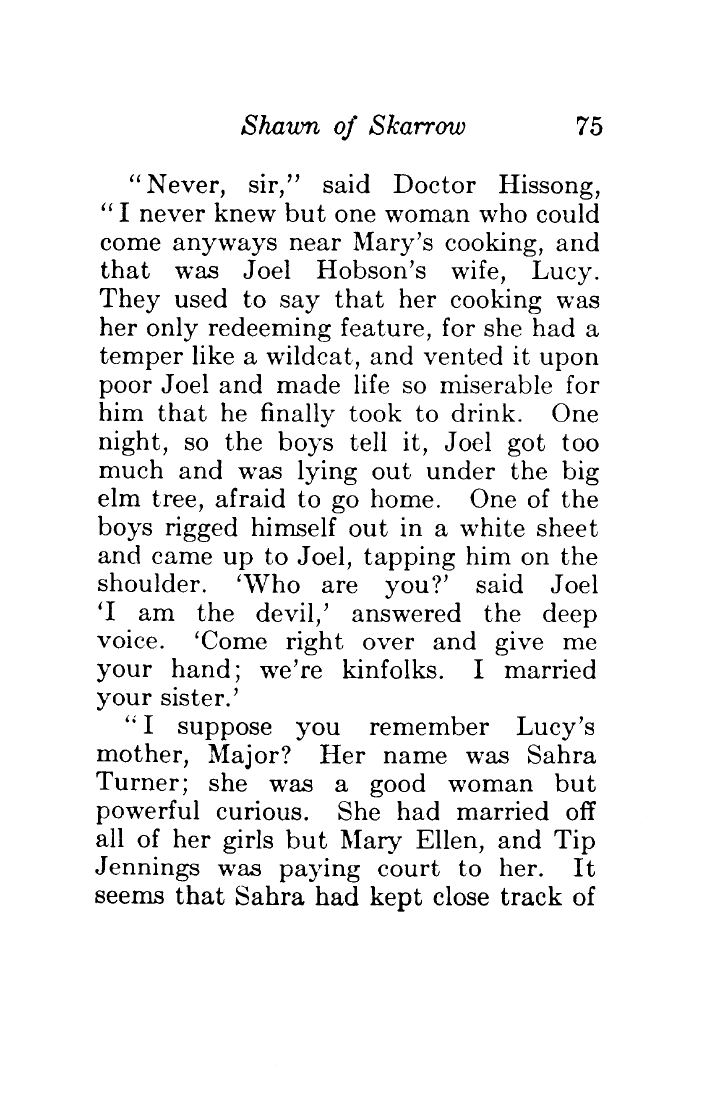 Shawn of Skarrow 75
“Never, sir,” said Doctor Hissong,
“I never knew but one woman who could
come anyways near Mary’s cooking, and
that was Joel Hobson’s wife, Lucy.
They used to say that her cooking was
her only redeeming feature, for she had a
temper like a wildcat, and vented it upon
poor Joel and made life so miserable for
him that he finally took to drink. One
night, so the boys tell it, Joel got too
much and was lying out under the big
elm tree, afraid to go home. One of the
boys rigged himself out in a white sheet
and came up to Joel, tapping him on the
shoulder. ‘Who are you?’ said Joel
‘I am the devil,’ answered the deep
voice. ‘Come right over and give me
your hand; we’re kinfolks. I married
your sister.’
“I suppose you remember Lucy’s
mother, Major? Her name was Sahra
Turner; she was a good woman but
powerful curious. She had married off
all of her girls but Mary Ellen, and Tip
Jennings was paying court to her. It
seems that Sahra had kept close track of